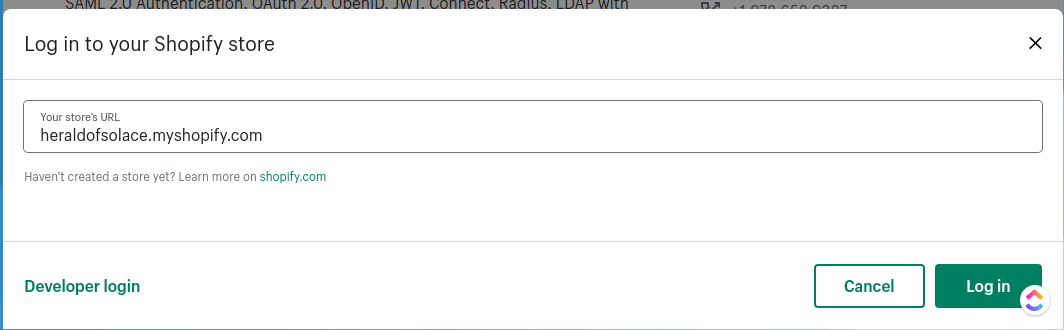 SAML 2.0 Authentication, OAuth 2.0, OpenID, JWT, Connect, Radius, LDAP with
Log in to your Shopify store
Your store's URL
heraldofsolace.myshopify.com
Haven't created a store yet? Learn more on shopify.com
Developer login
Cancel
Log in